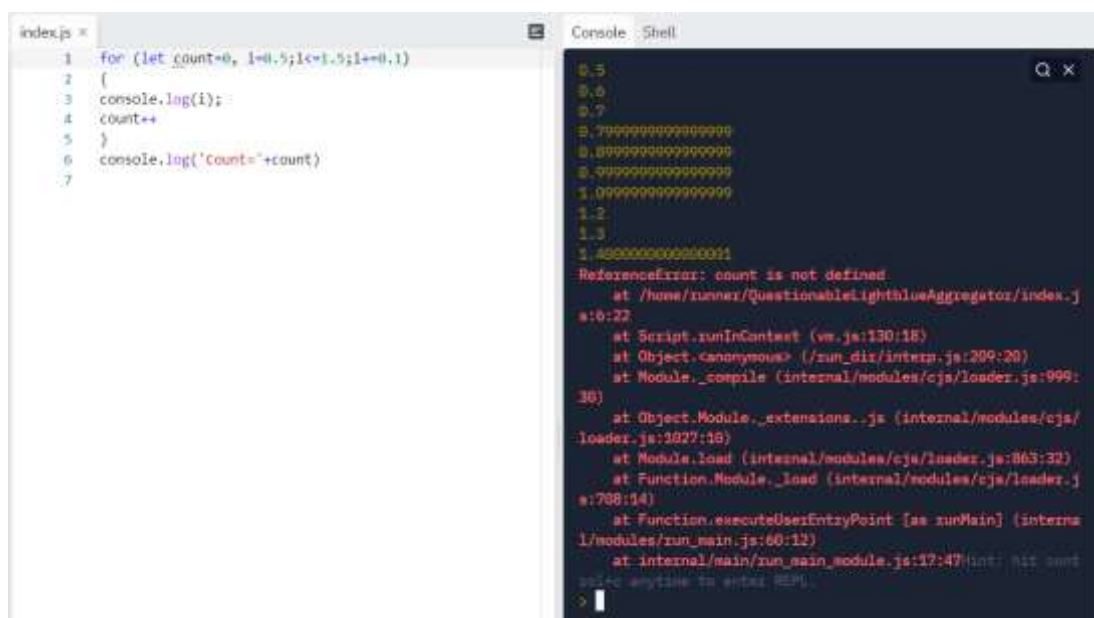 index.js ×
1 for (let count=0, i=0.5;i<=1.5;i+=0.1)
2 {
3 console.log(i);
4 count++
5 }
6 console.log('Count='+count)
7
Console Shell
0.5
0.6
0.7
0.7999999999999999
0.8999999999999999
0.9999999999999999
1.0999999999999999
1.2
1.3
1.4000000000000001
ReferenceError: count is not defined
at /home/runner/QuestionableLightblueAggregator/index.j
s:6:22
at Script.runInContext (vm.js:130:18)
at Object.<anonymous> (/run_dir/interp.js:209:20)
at Module._compile (internal/modules/cjs/loader.js:999:
30)
at Object.Module._extensions..js (internal/modules/cjs/
loader.js:1027:10)
at Module.load (internal/modules/cjs/loader.js:863:32)
at Function.Module._load (internal/modules/cjs/loader.j
s:708:14)
at Function.executeUserEntryPoint [as runMain] (interna
l/modules/run_main.js:60:12)
at internal/main/run_main_module.js:17:47Hint: hit cont
rol+c anytime to enter REPL.
>